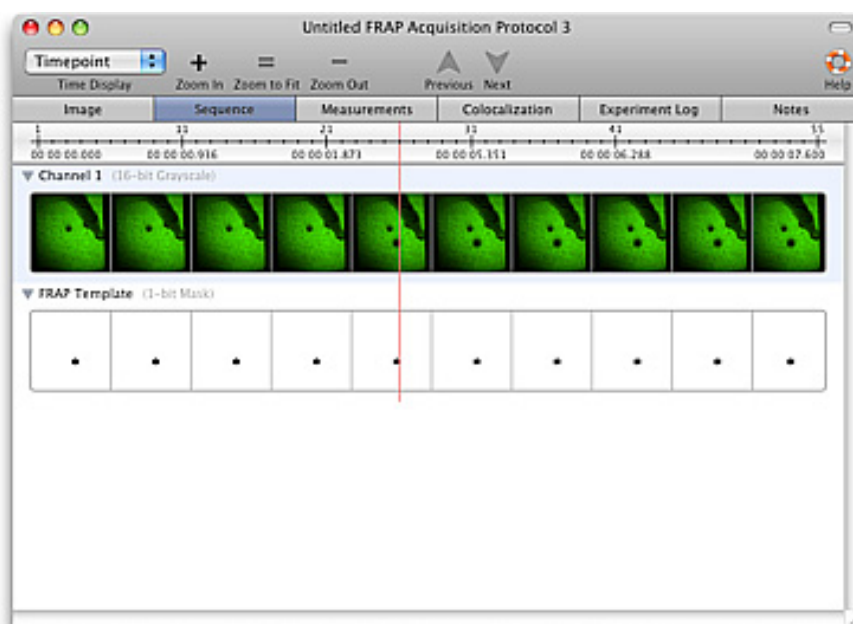 Untitled FRAP Acquisition Protocol 3
Timepoint
Time Display Zoom In Zoom to Fit Zoom Out Previous Next Help
Image Sequence Measurements Colocalization Experiment Log Notes
1 11 21 31 41 55
00:00:00.000 00:00:00.936 00:00:01.873 00:00:05.351 00:00:06.288 00:00:07.600
Channel 1 (16-bit Grayscale)
FRAP Template (1-bit Mask)